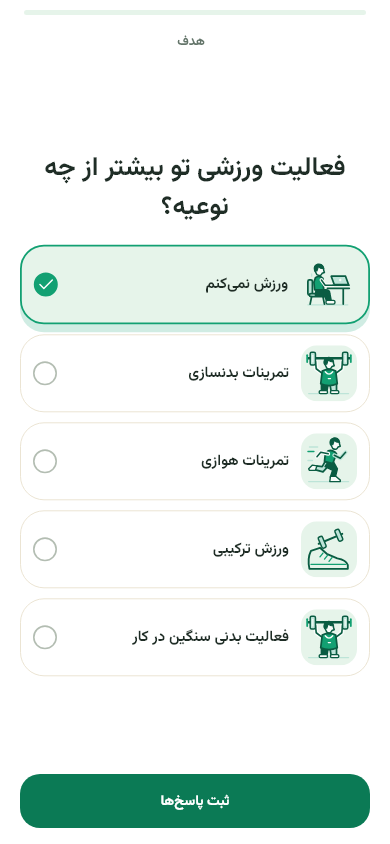 هدف
فعالیت ورزشی تو بیشتر از چه
نوعیه؟
ورزش نمی‌کنم
تمرینات بدنسازی
تمرینات هوازی
ورزش ترکیبی
فعالیت بدنی سنگین در کار
ثبت پاسخ‌ها